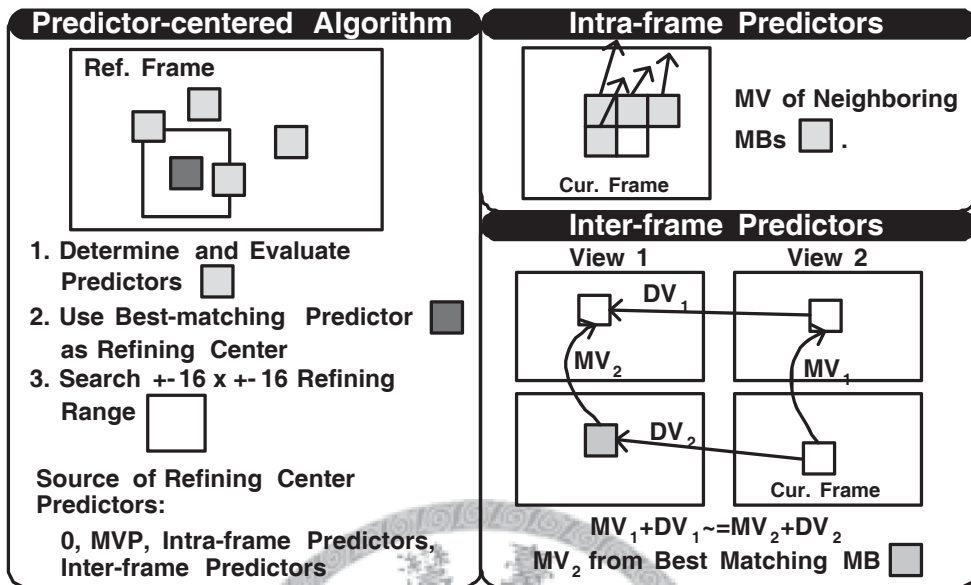 Predictor-centered Algorithm
Ref. Frame
1. Determine and Evaluate
Predictors
2. Use Best-matching Predictor
as Refining Center
3. Search +-16 x +-16 Refining
Range
Source of Refining Center
Predictors:
0, MVP, Intra-frame Predictors,
Inter-frame Predictors
Intra-frame Predictors
MV of Neighboring
MBs .
Cur. Frame
Inter-frame Predictors
View 1 View 2
DV1
MV2 MV1
DV2
Cur. Frame
MV1+DV1~=MV2+DV2
MV2 from Best Matching MB